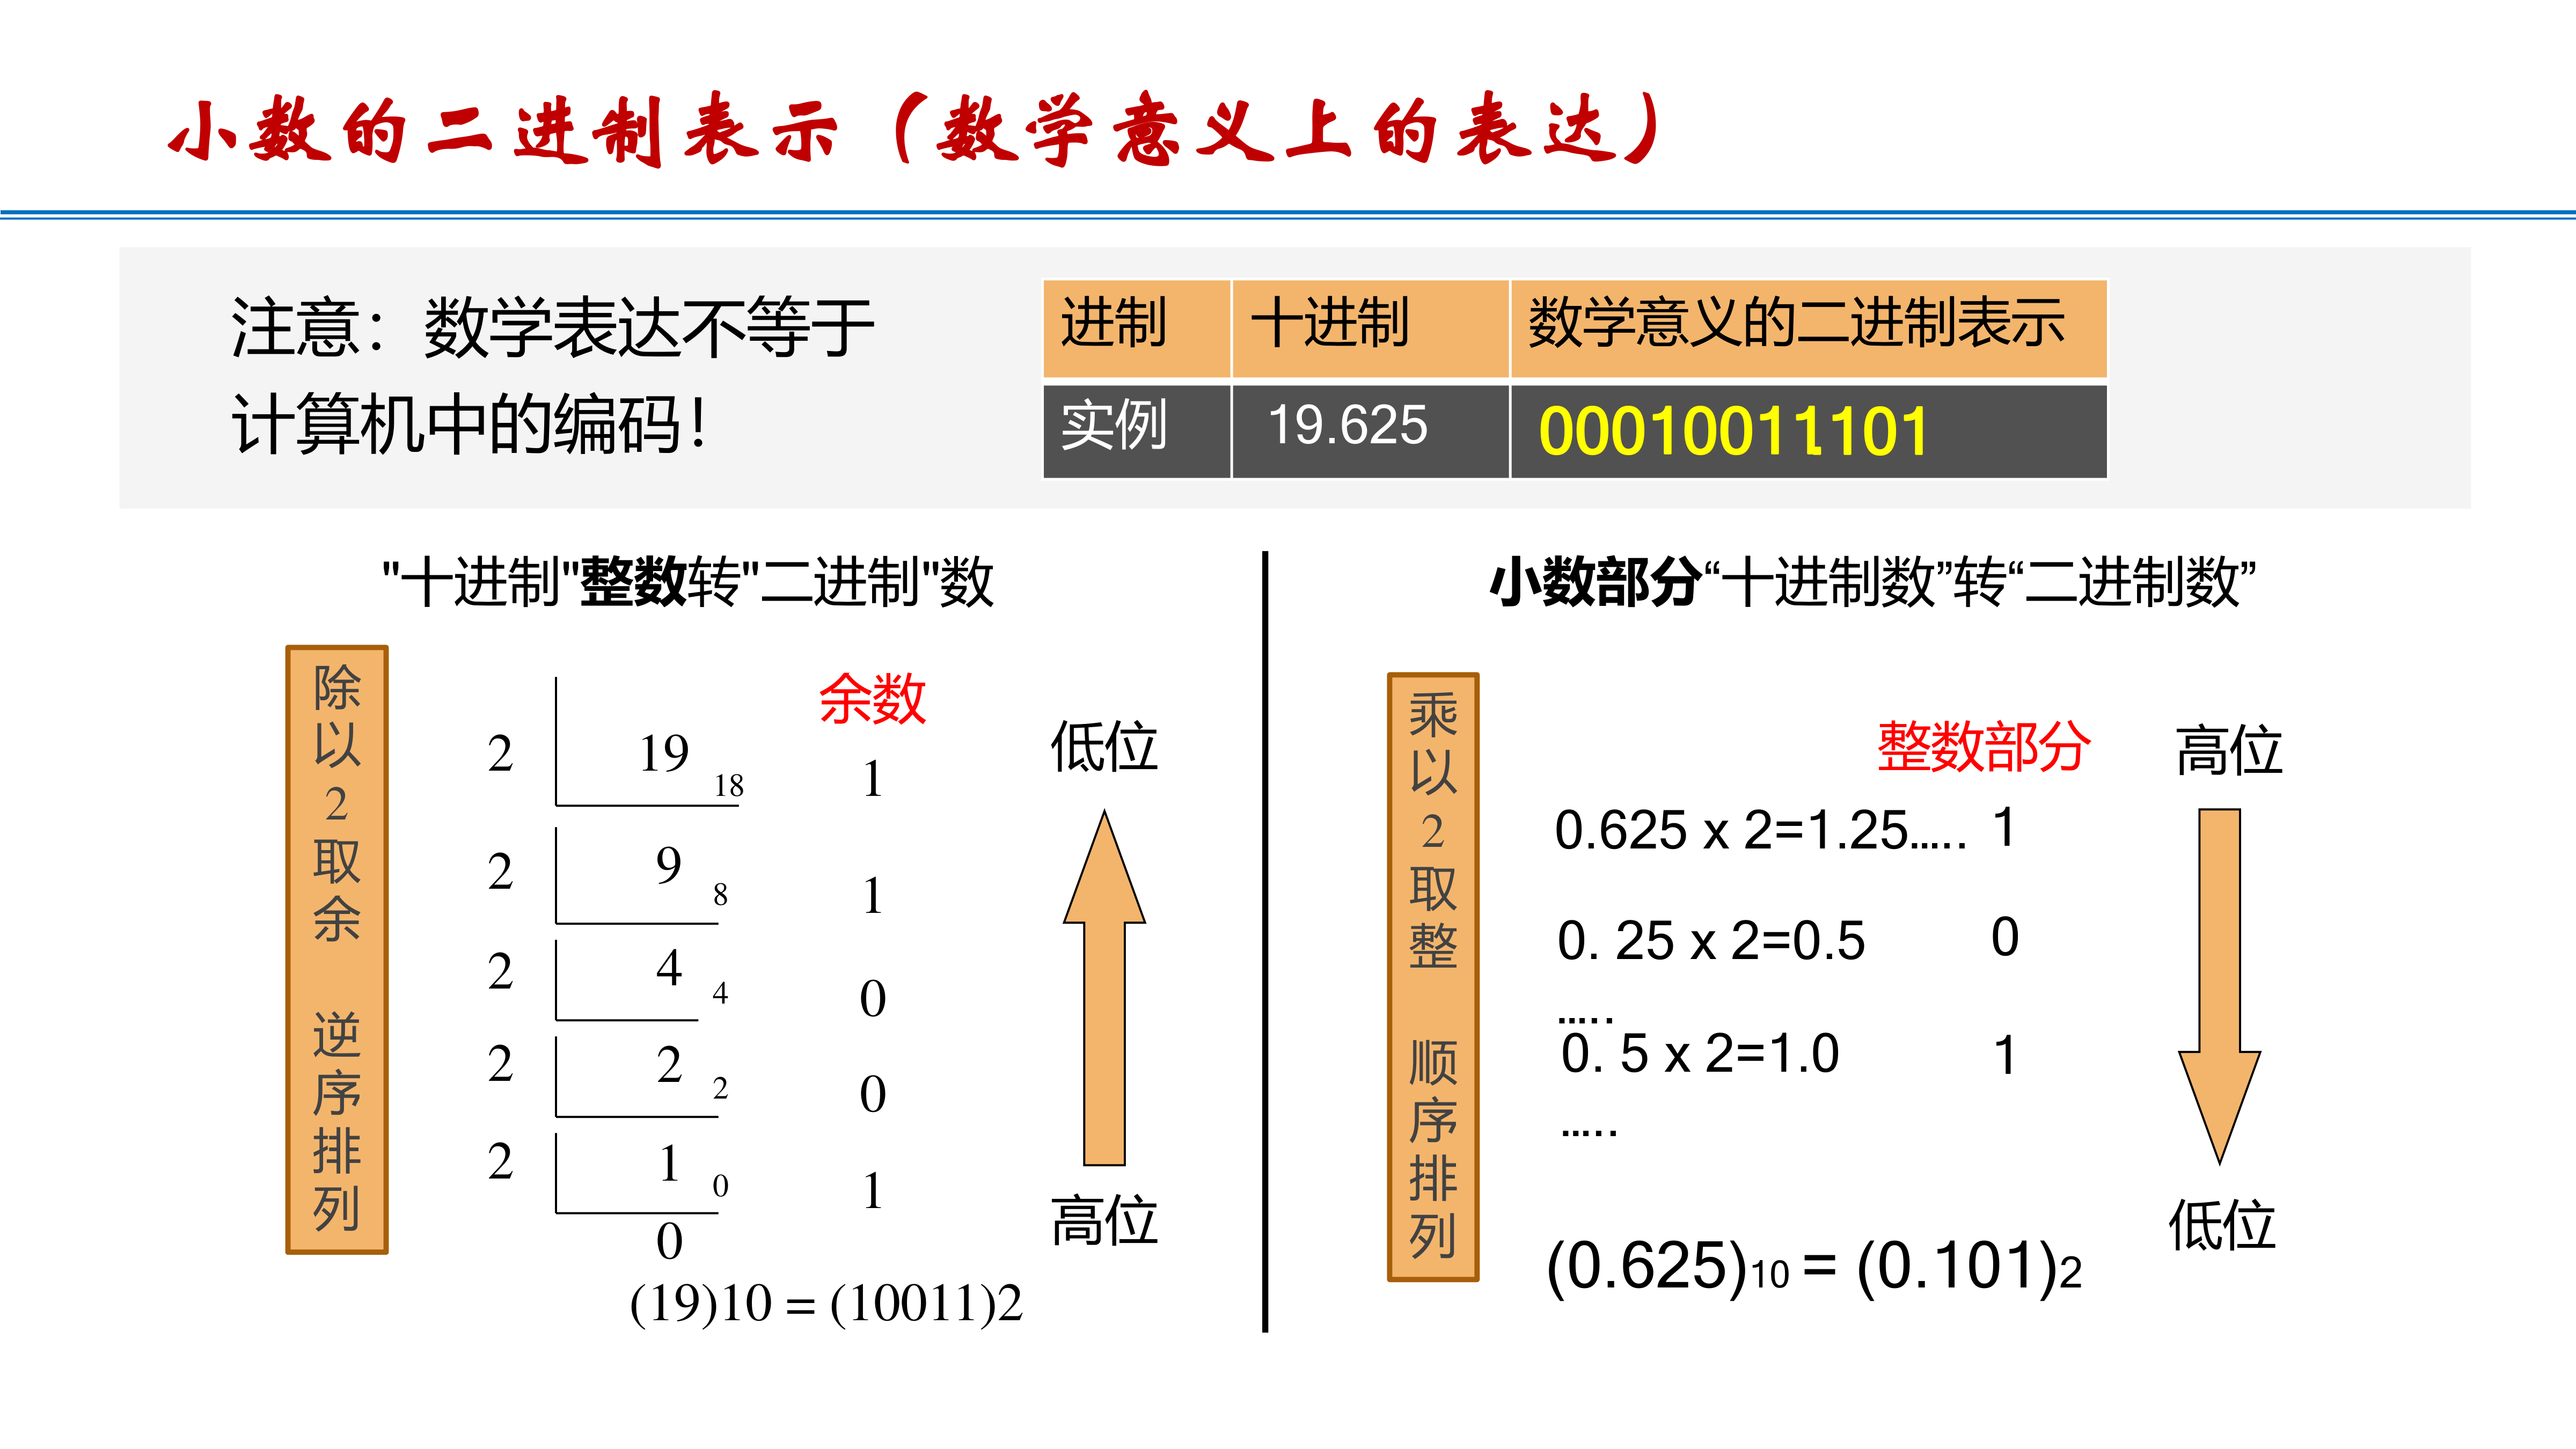 小数的二进制表示（数学意义上的表达）
注意：数学表达不等于
计算机中的编码！
进制 十进制 数学意义的二进制表示
实例 19.625 00010011.101
"十进制"整数转"二进制"数
除以2取余 逆序排列
余数
2 19 18 1
2 9 8 1
2 4 4 0
2 2 2 0
2 1 0 1
0
低位
高位
(19)10 = (10011)2
小数部分“十进制数”转“二进制数”
乘以2取整 顺序排列
整数部分
0.625 x 2=1.25….. 1
0. 25 x 2=0.5 0
…..
0. 5 x 2=1.0 1
…..
高位
低位
(0.625)10 = (0.101)2